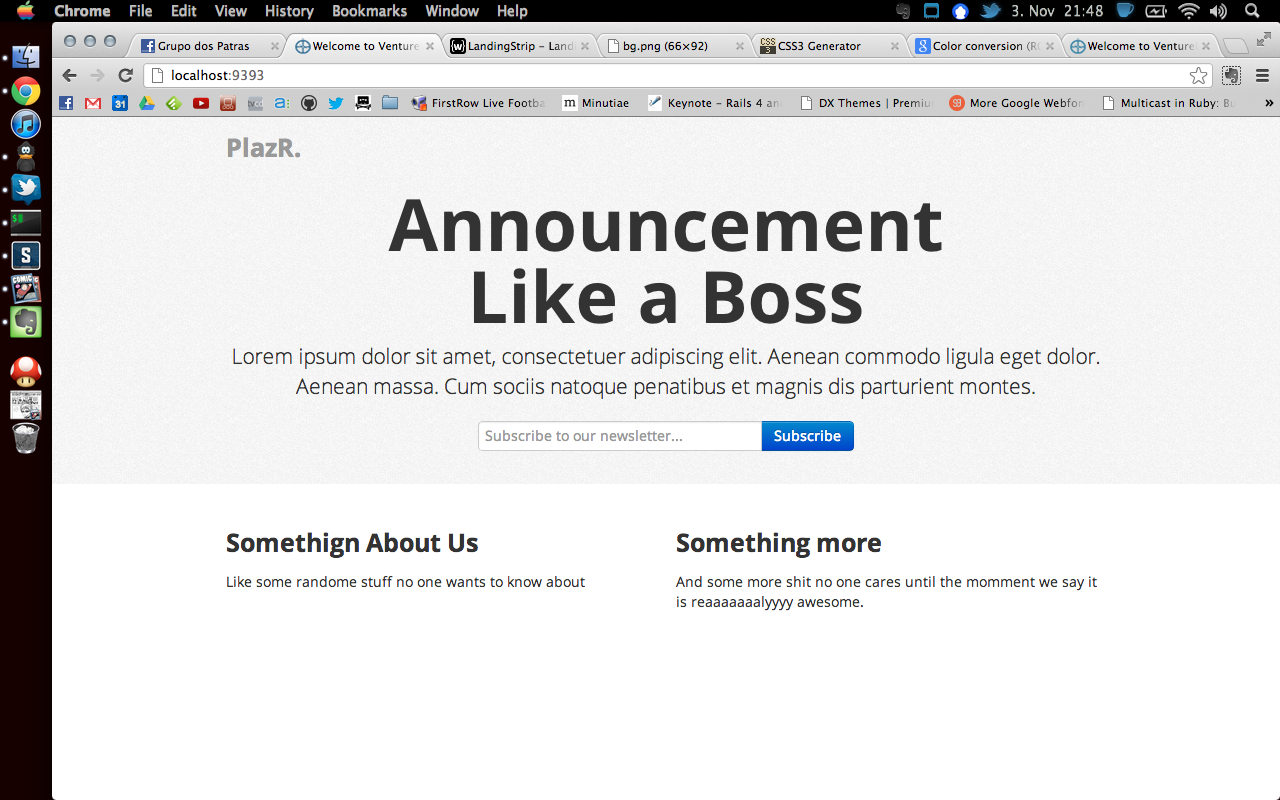 Chrome File Edit View History Bookmarks Window Help 3. Nov 21:48
Grupo dos Patras Welcome to Venture LandingStrip – Land bg.png (66×92) CSS3 Generator Color conversion (R Welcome to Venture
localhost:9393
31 FirstRow Live Footba m Minutiae Keynote – Rails 4 an DX Themes | Premiu More Google Webfon Multicast in Ruby: Bu »
PlazR.
Announcement
Like a Boss
Lorem ipsum dolor sit amet, consectetuer adipiscing elit. Aenean commodo ligula eget dolor.
Aenean massa. Cum sociis natoque penatibus et magnis dis parturient montes.
Subscribe to our newsletter... Subscribe
Somethign About Us
Like some randome stuff no one wants to know about
Something more
And some more shit no one cares until the momment we say it
is reaaaaaaalyyyy awesome.